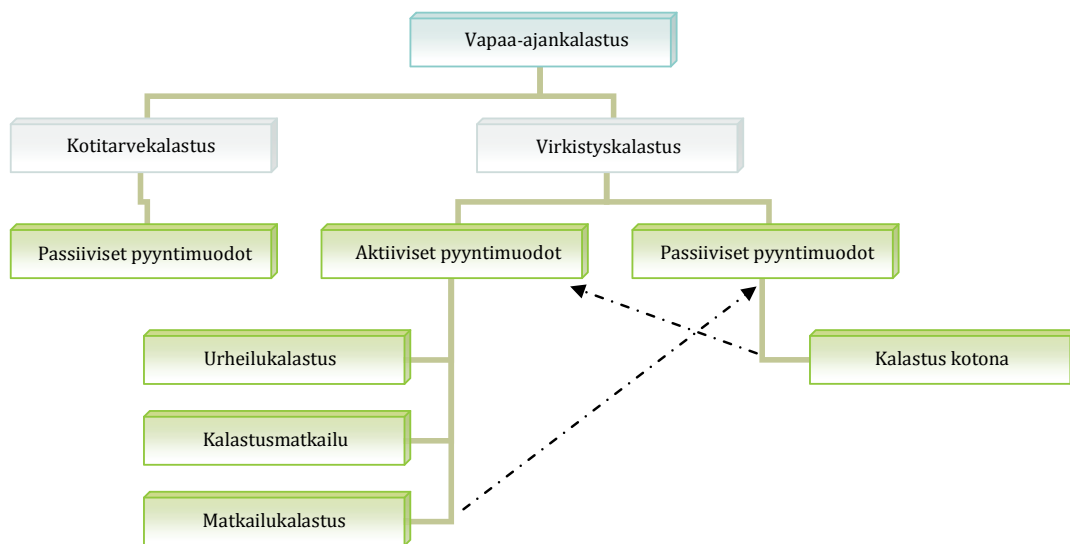 Vapaa-ajankalastus
Kotitarvekalastus
Virkistyskalastus
Passiiviset pyyntimuodot
Aktiiviset pyyntimuodot
Passiiviset pyyntimuodot
Urheilukalastus
Kalastus kotona
Kalastusmatkailu
Matkailukalastus